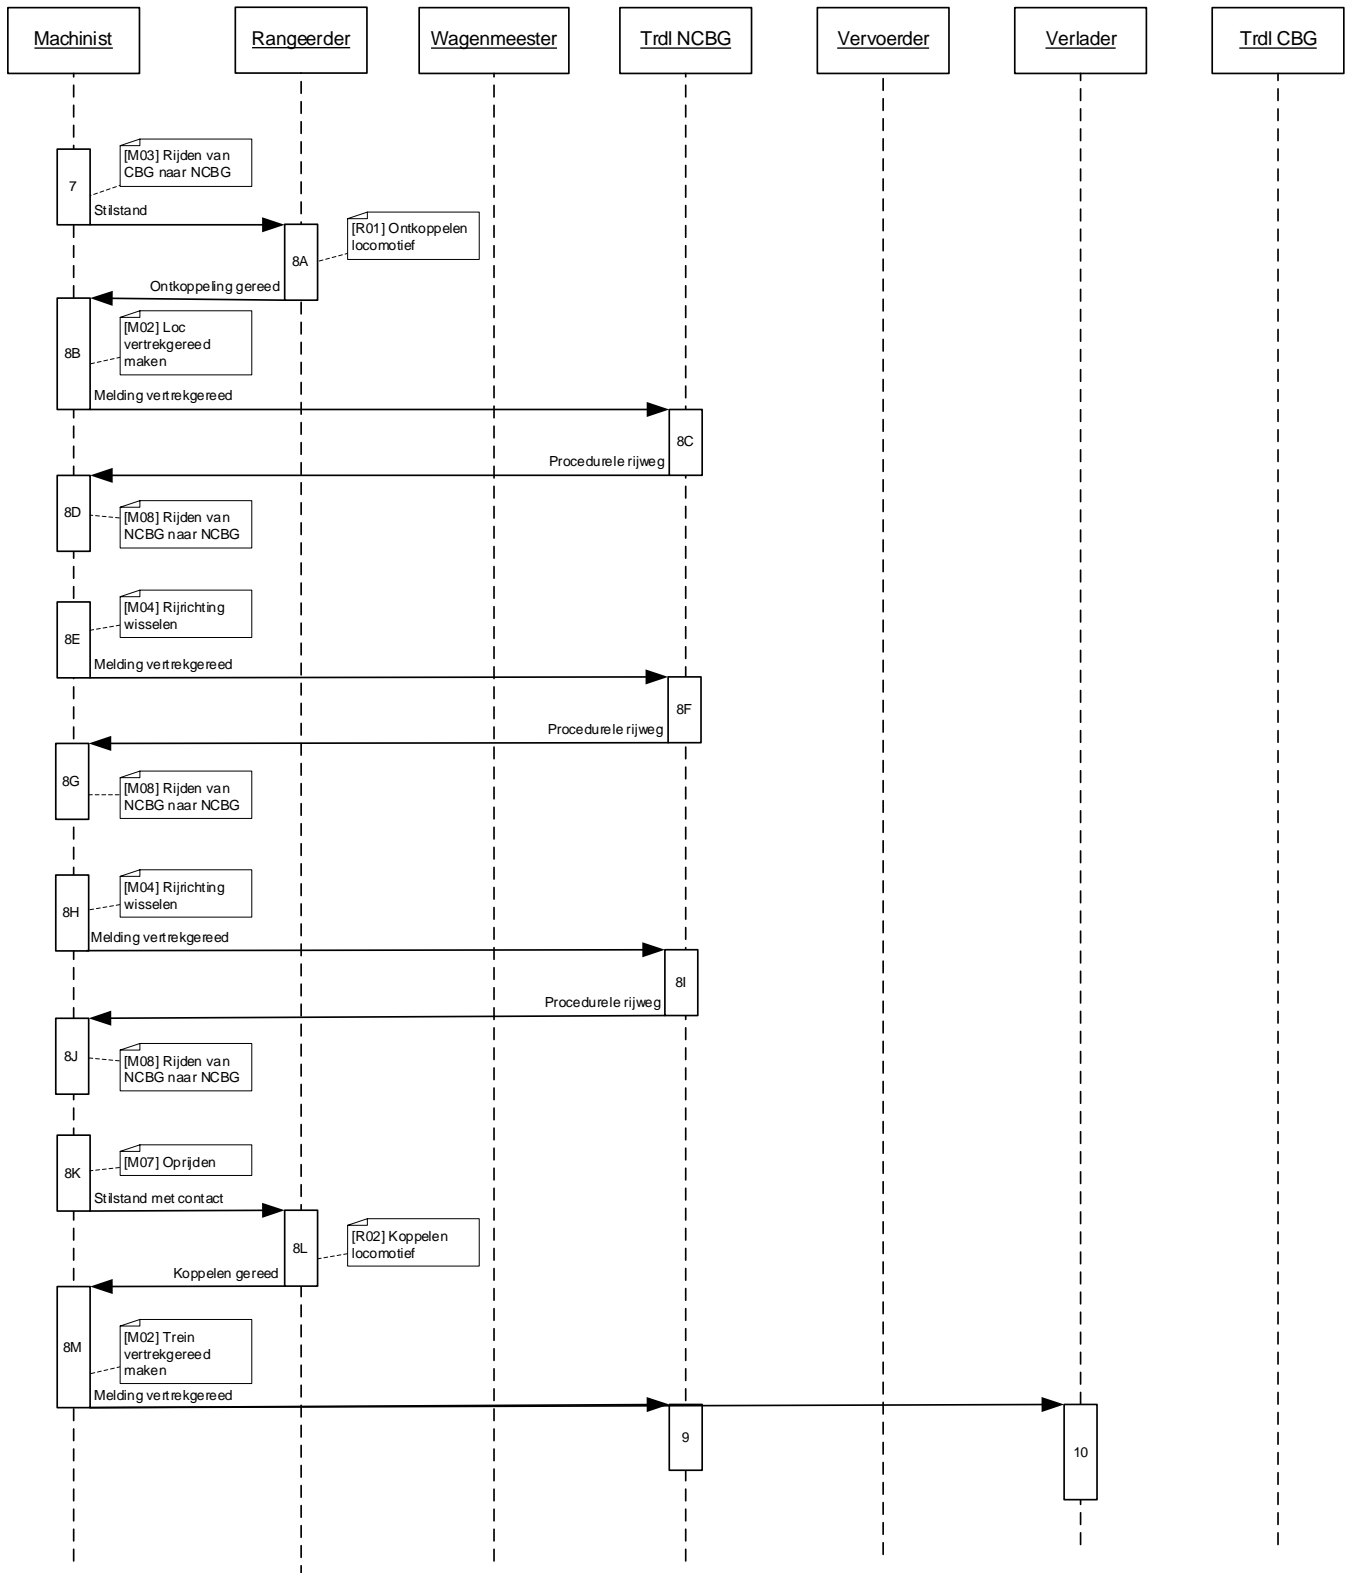 Machinist
Rangeerder
Wagenmeester
Trdl NCBG
Vervoerder
Verlader
Trdl CBG
7
[M03] Rijden van
CBG naar NCBG
Stilstand
8A
[R01] Ontkoppelen
locomotief
Ontkoppeling gereed
8B
[M02] Loc
vertrekgereed
maken
Melding vertrekgereed
8C
Procedurele rijweg
8D
[M08] Rijden van
NCBG naar NCBG
8E
[M04] Rijrichting
wisselen
Melding vertrekgereed
8F
Procedurele rijweg
8G
[M08] Rijden van
NCBG naar NCBG
8H
[M04] Rijrichting
wisselen
Melding vertrekgereed
8I
Procedurele rijweg
8J
[M08] Rijden van
NCBG naar NCBG
8K
[M07] Oprijden
Stilstand met contact
8L
[R02] Koppelen
locomotief
Koppelen gereed
8M
[M02] Trein
vertrekgereed
maken
Melding vertrekgereed
9
10